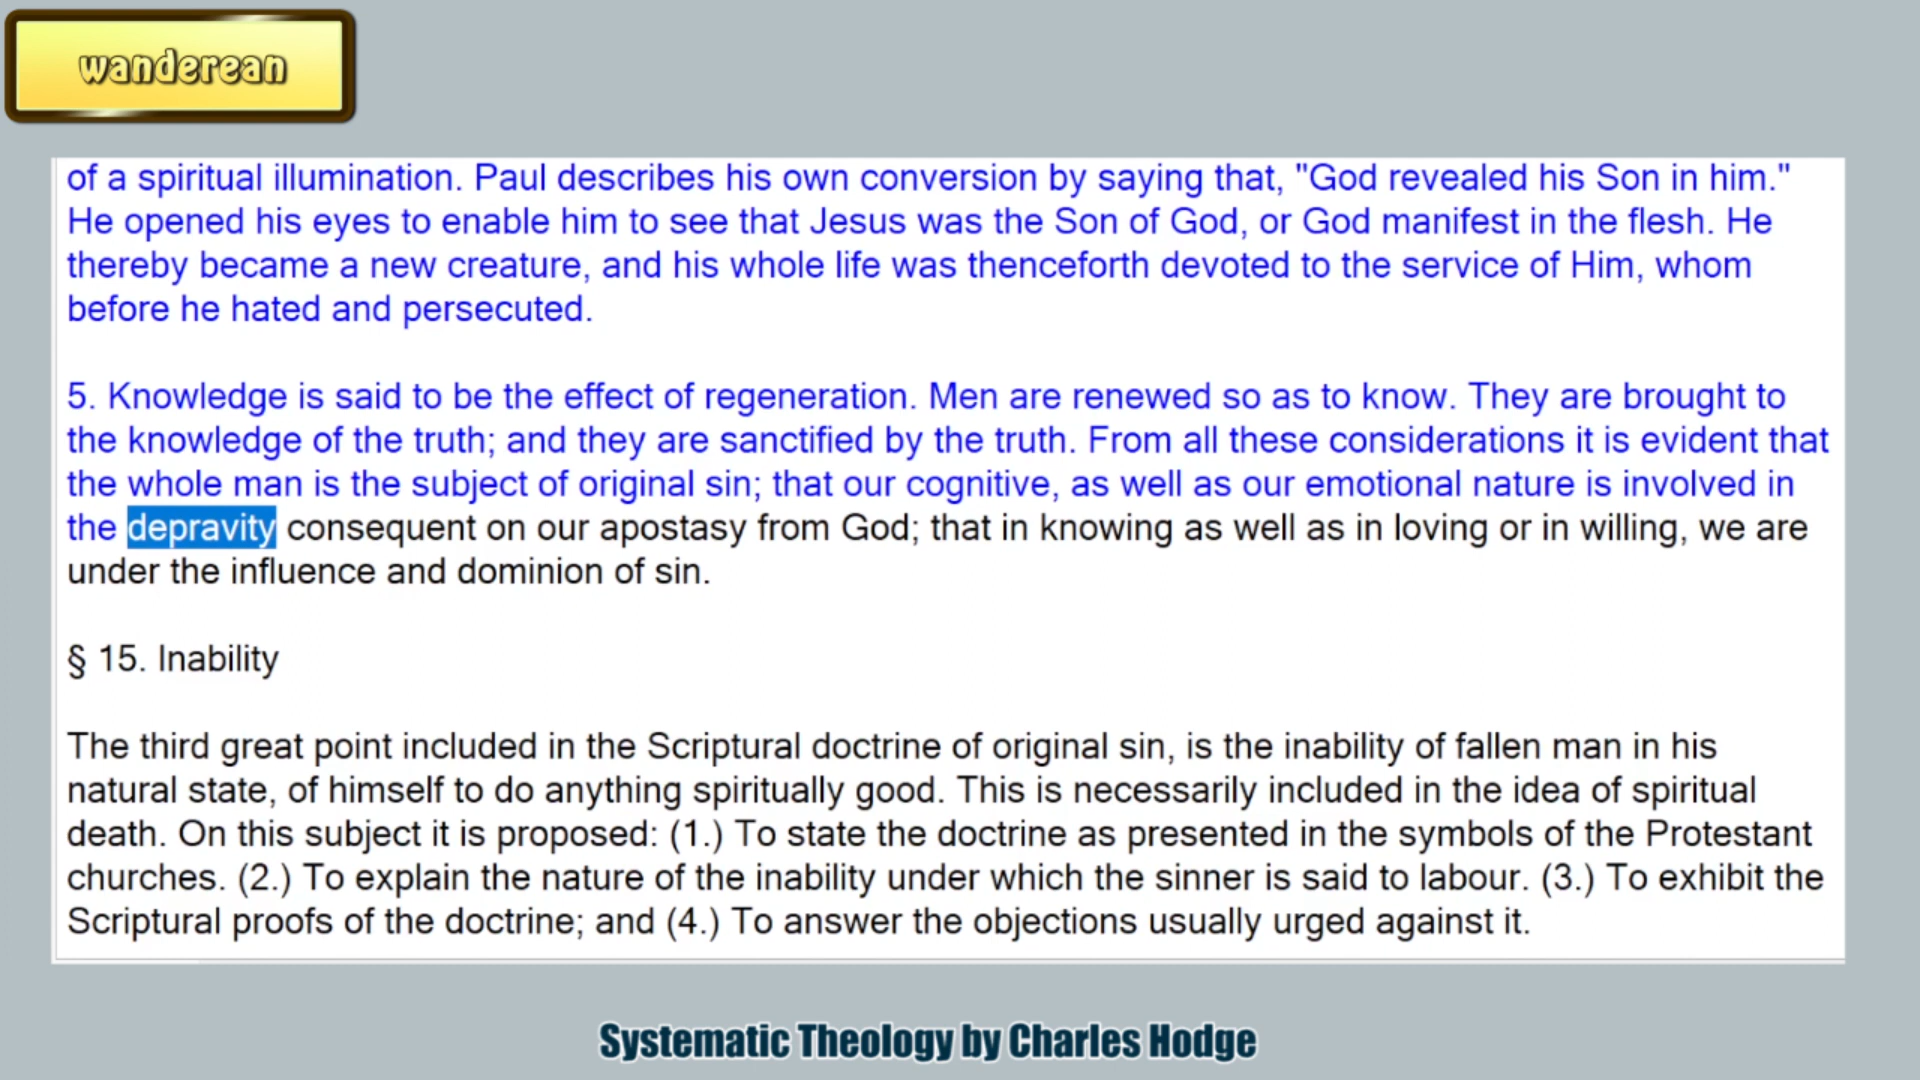 wanderean
of a spiritual illumination. Paul describes his own conversion by saying that, "God revealed his Son in him."
He opened his eyes to enable him to see that Jesus was the Son of God, or God manifest in the flesh. He
thereby became a new creature, and his whole life was thenceforth devoted to the service of Him, whom
before he hated and persecuted.
5. Knowledge is said to be the effect of regeneration. Men are renewed so as to know. They are brought to
the knowledge of the truth; and they are sanctified by the truth. From all these considerations it is evident that
the whole man is the subject of original sin; that our cognitive, as well as our emotional nature is involved in
the depravity consequent on our apostasy from God; that in knowing as well as in loving or in willing, we are
under the influence and dominion of sin.
§ 15. Inability
The third great point included in the Scriptural doctrine of original sin, is the inability of fallen man in his
natural state, of himself to do anything spiritually good. This is necessarily included in the idea of spiritual
death. On this subject it is proposed: (1.) To state the doctrine as presented in the symbols of the Protestant
churches. (2.) To explain the nature of the inability under which the sinner is said to labour. (3.) To exhibit the
Scriptural proofs of the doctrine; and (4.) To answer the objections usually urged against it.
Systematic Theology by Charles Hodge